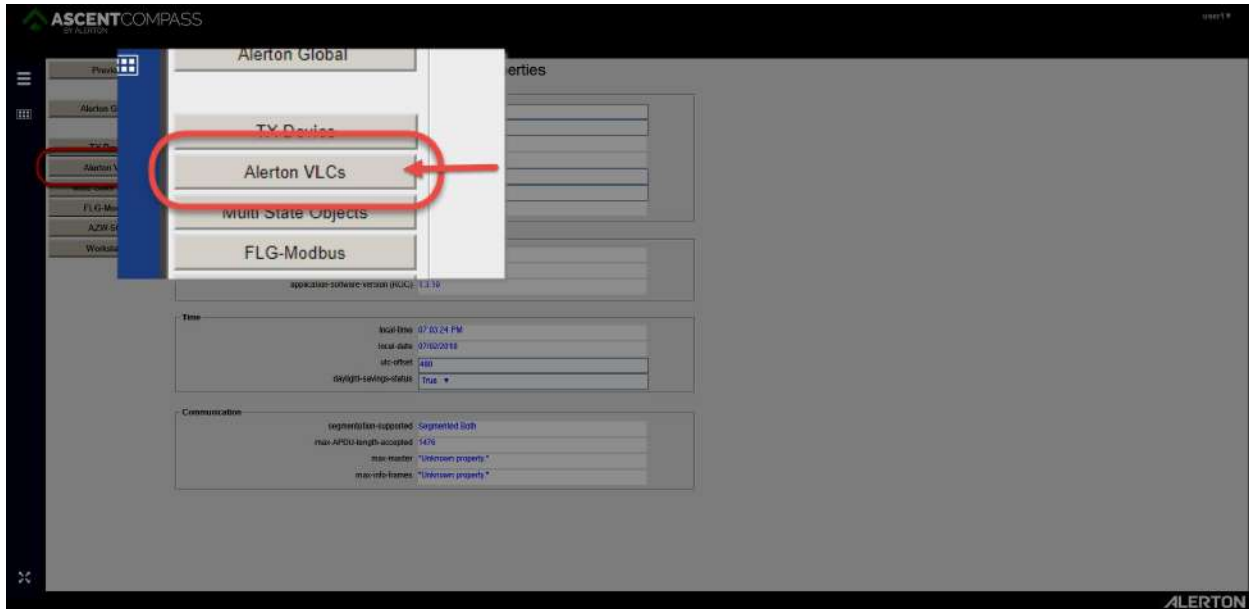 ASCENTCOMPASS
BY ALERTON
user1 ▾
Alerton Global
TX-Device
Alerton VLCs
Multi State Objects
FLG-Modbus
erties
Alerton G
Alerton V
FLG-Mo
AZW-S
Worksta
application-software-version (ROC) 1.3.19
Time
local-time 07:03:24 PM
local-date 07/02/2018
utc-offset 480
daylight-savings-status True ▾
Communication
segmentation-supported Segmented Both
max-APDU-length-accepted 1476
max-master "Unknown property."
max-info-frames "Unknown property."
ALERTON